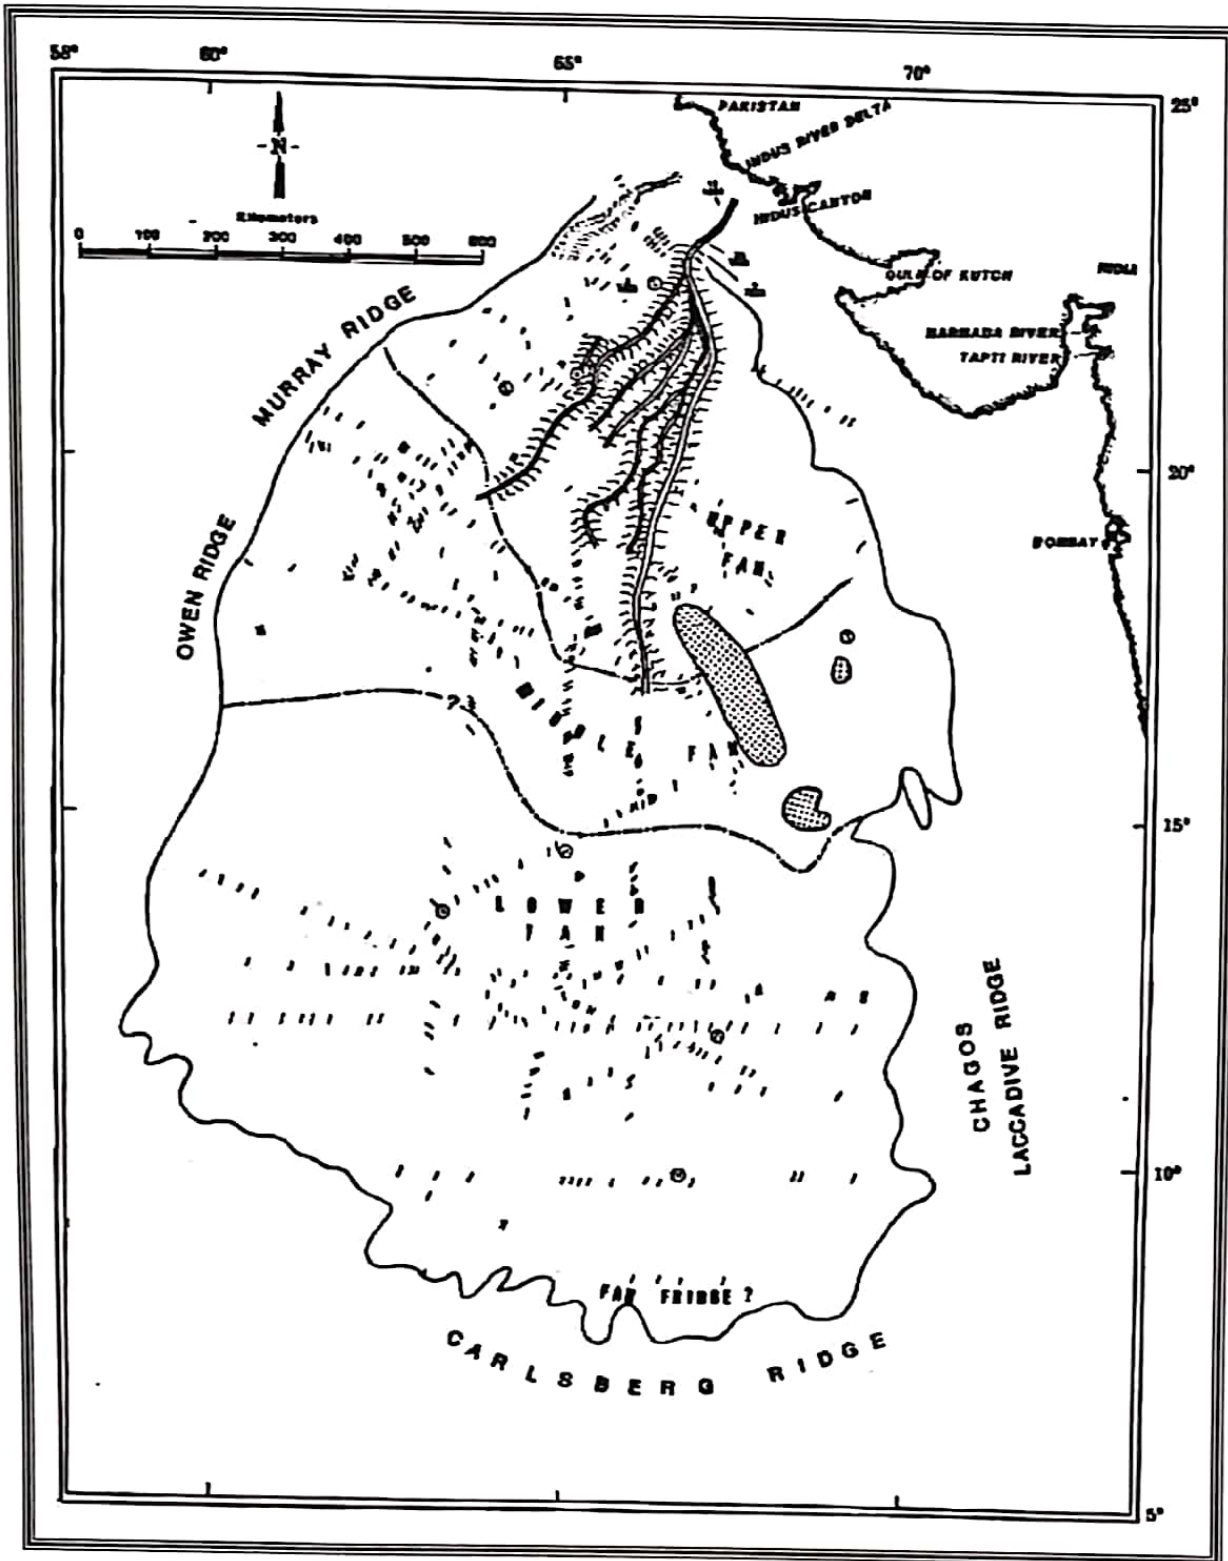 58°
60°
65°
70°
25°
PAKISTAN
INDUS RIVER DELTA
-N-
INDUS CANYON
Kilometers
0 100 200 300 400 500 600
GULF OF KUTCH
INDIA
MURRAY RIDGE
NARBADA RIVER
TAPTI RIVER
20°
UPPER
FAN
BOMBAY
OWEN RIDGE
?
MIDDLE FAN
15°
LOWER
FAN
CHAGOS
LACCADIVE RIDGE
10°
FAN FRINGE ?
CARLSBERG RIDGE
5°